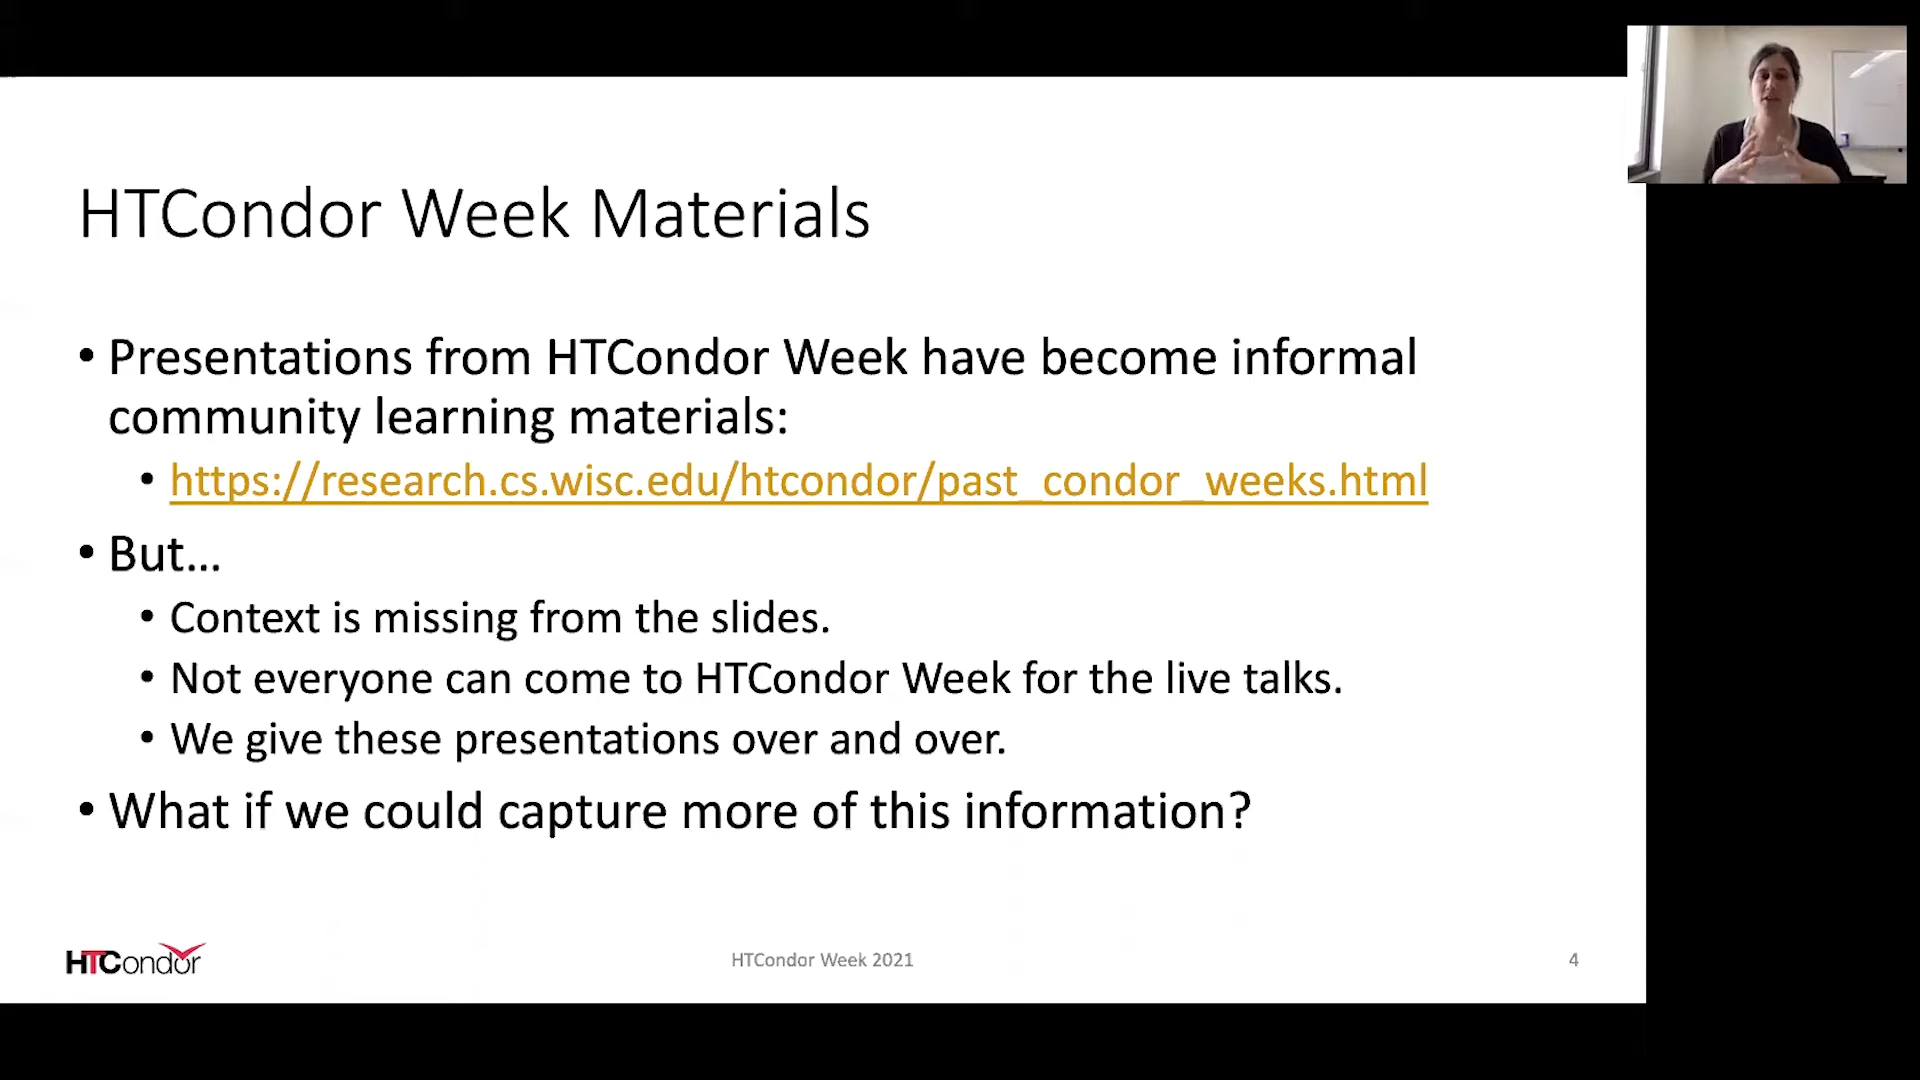 HTCondor Week Materials
• Presentations from HTCondor Week have become informal
community learning materials:
• https://research.cs.wisc.edu/htcondor/past_condor_weeks.html
• But...
• Context is missing from the slides.
• Not everyone can come to HTCondor Week for the live talks.
• We give these presentations over and over.
• What if we could capture more of this information?
HTCondor
HTCondor Week 2021
4